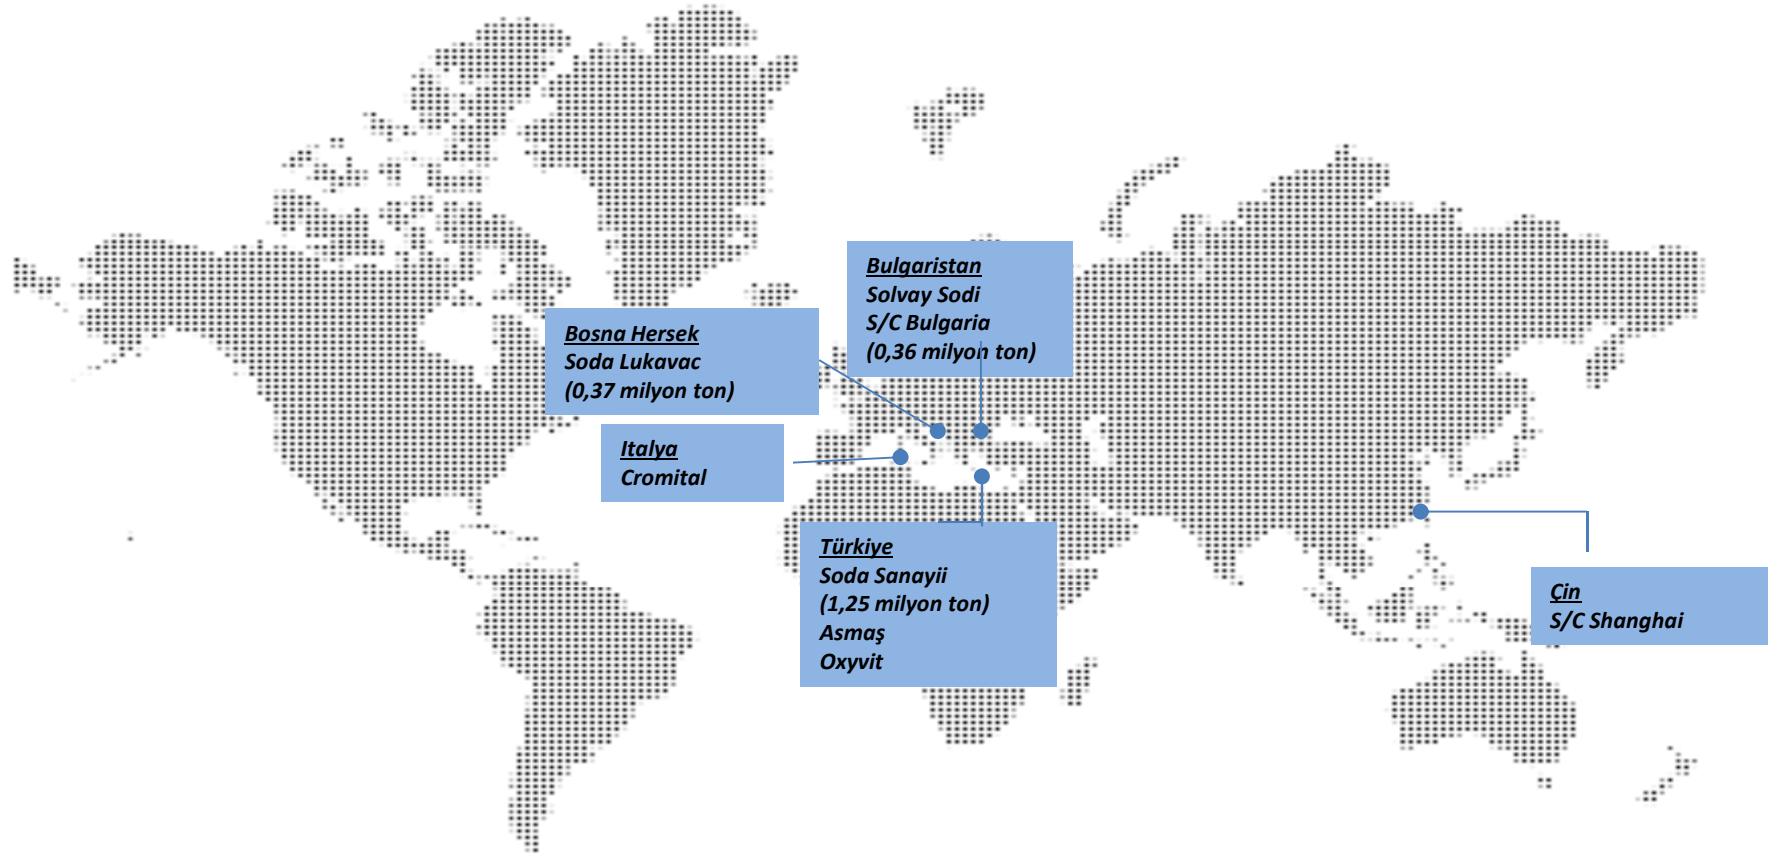 Bulgaristan
Solvay Sodi
S/C Bulgaria
(0,36 milyon ton)
Bosna Hersek
Soda Lukavac
(0,37 milyon ton)
Italya
Cromital
Türkiye
Soda Sanayii
(1,25 milyon ton)
Asmaş
Oxyvit
Çin
S/C Shanghai